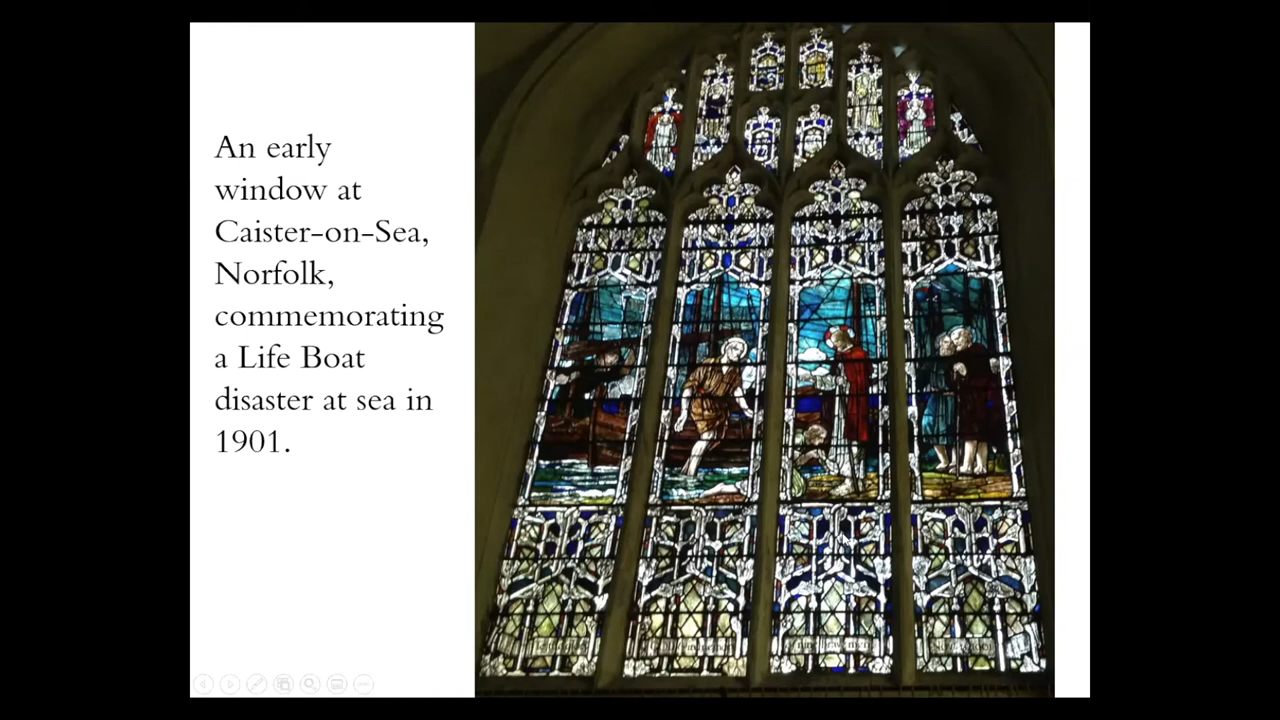 An early
window at
Caister-on-Sea,
Norfolk,
commemorating
a Life Boat
disaster at sea in
1901.